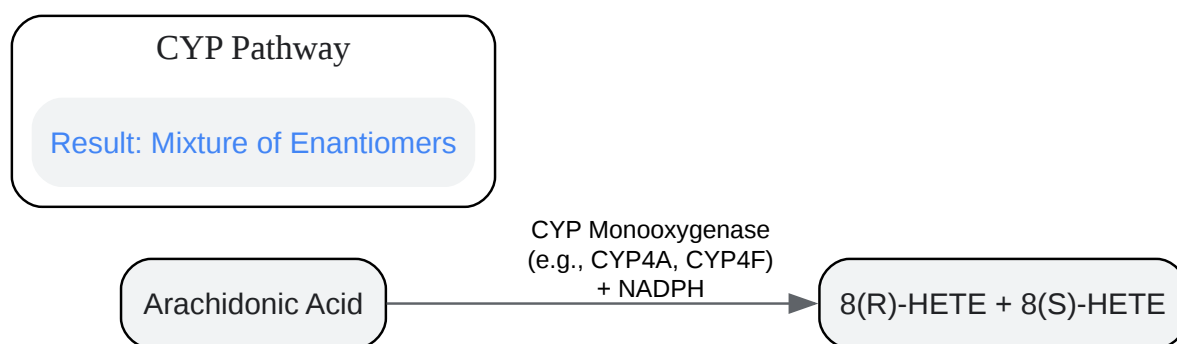 CYP Pathway
Result: Mixture of Enantiomers
CYP Monooxygenase
(e.g., CYP4A, CYP4F)
+ NADPH
Arachidonic Acid
8(R)-HETE + 8(S)-HETE